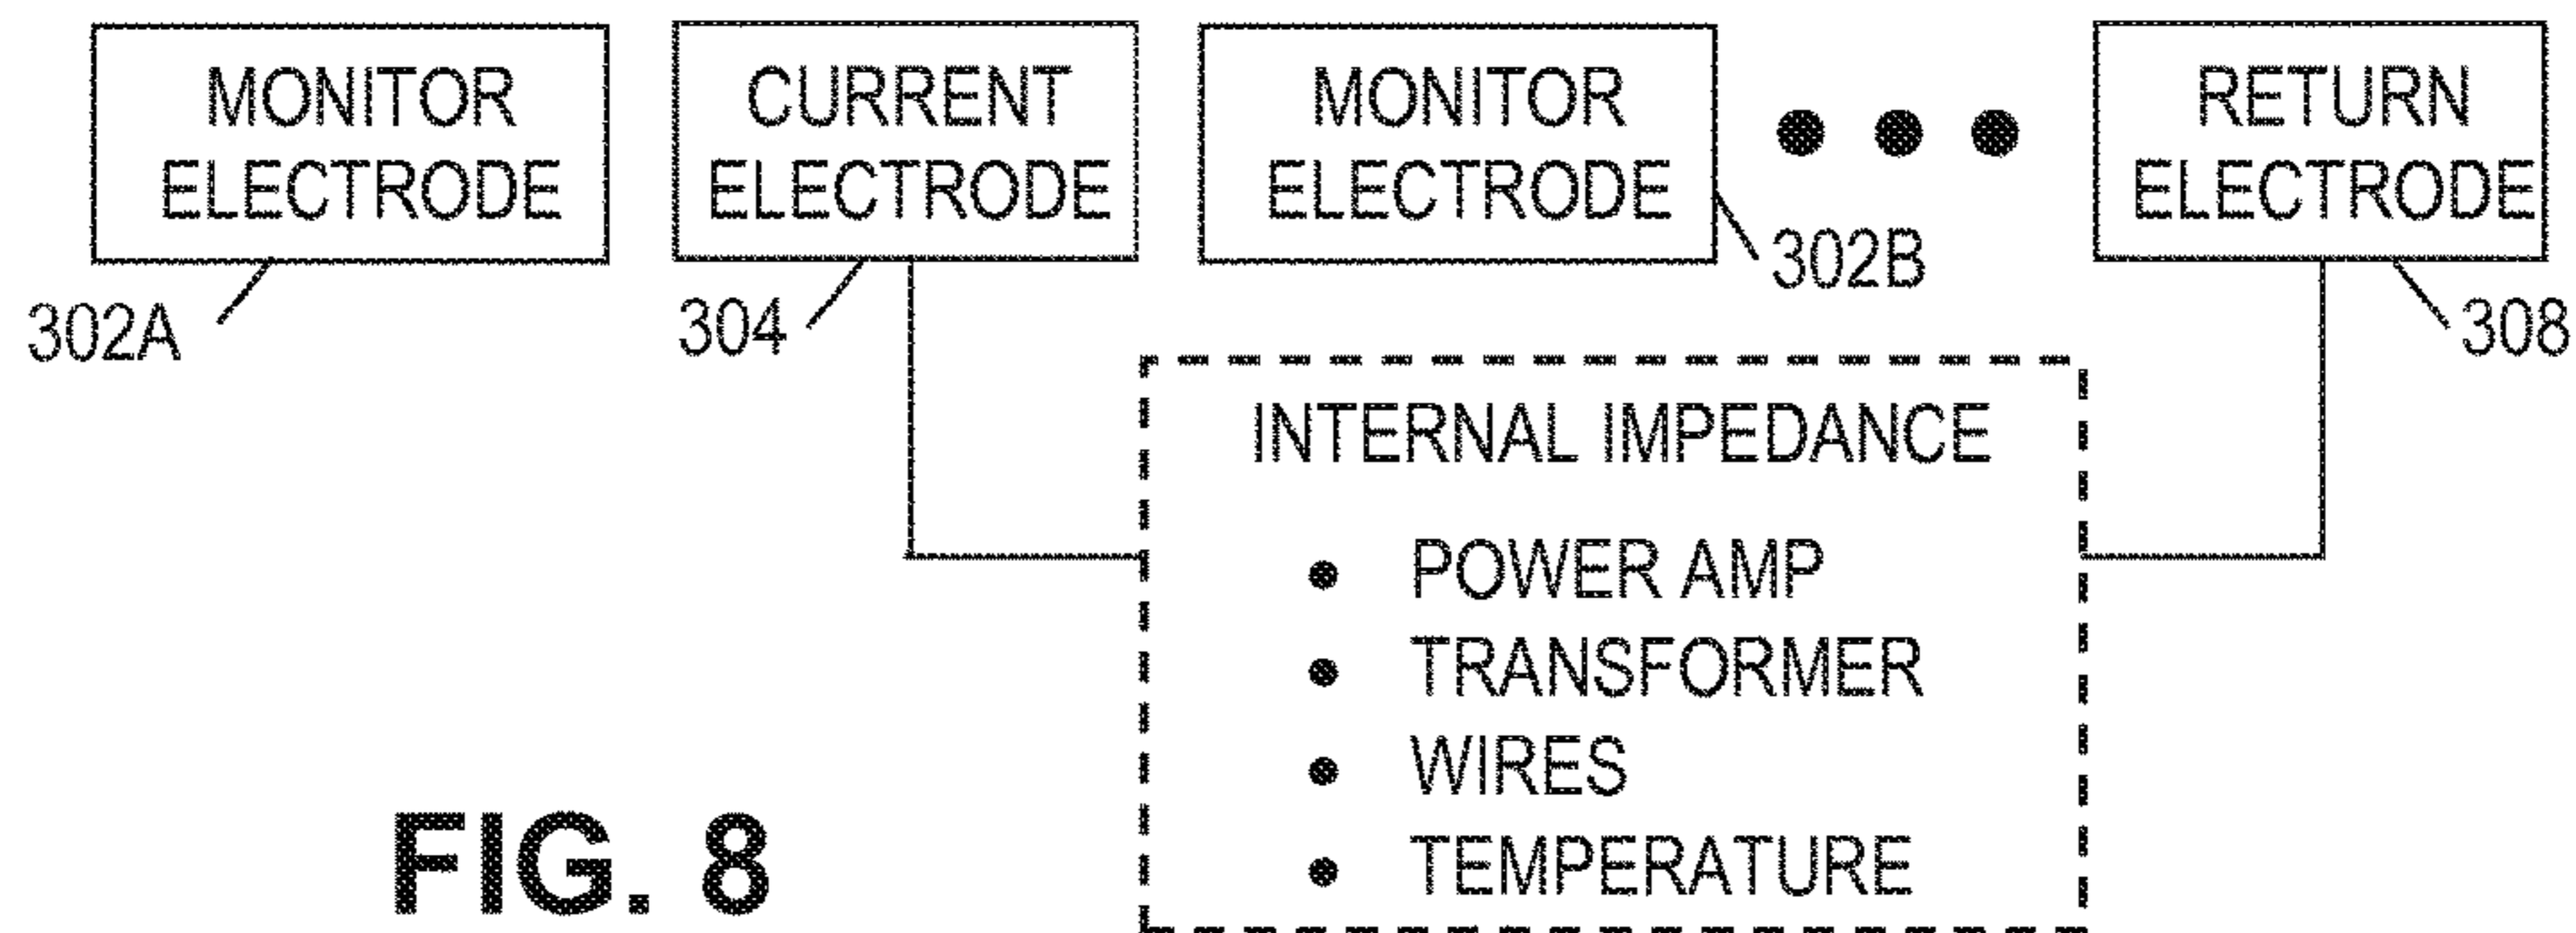 MONITOR
ELECTRODE
CURRENT
ELECTRODE
MONITOR
ELECTRODE
RETURN
ELECTRODE
302A
304
302B
308
INTERNAL IMPEDANCE
• POWER AMP
• TRANSFORMER
• WIRES
• TEMPERATURE
FIG. 8